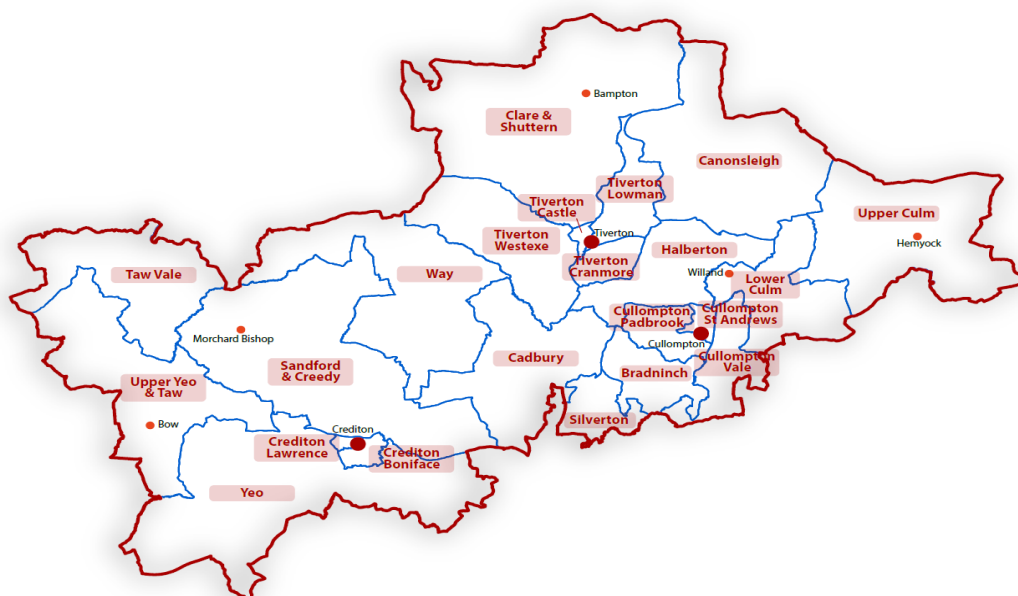 Bampton
Clare &
Shuttern
Canonsleigh
Tiverton
Lowman
Tiverton
Castle
Upper Culm
Tiverton
Westexe
Tiverton
Hemyock
Halberton
Taw Vale
Way
Tiverton
Cranmore
Willand
Lower
Culm
Cullompton
Padbrook
Cullompton
St Andrews
Morchard Bishop
Cullompton
Cadbury
Cullompton
Vale
Sandford
& Creedy
Bradninch
Upper Yeo
& Taw
Silverton
Bow
Crediton
Crediton
Lawrence
Crediton
Boniface
Yeo